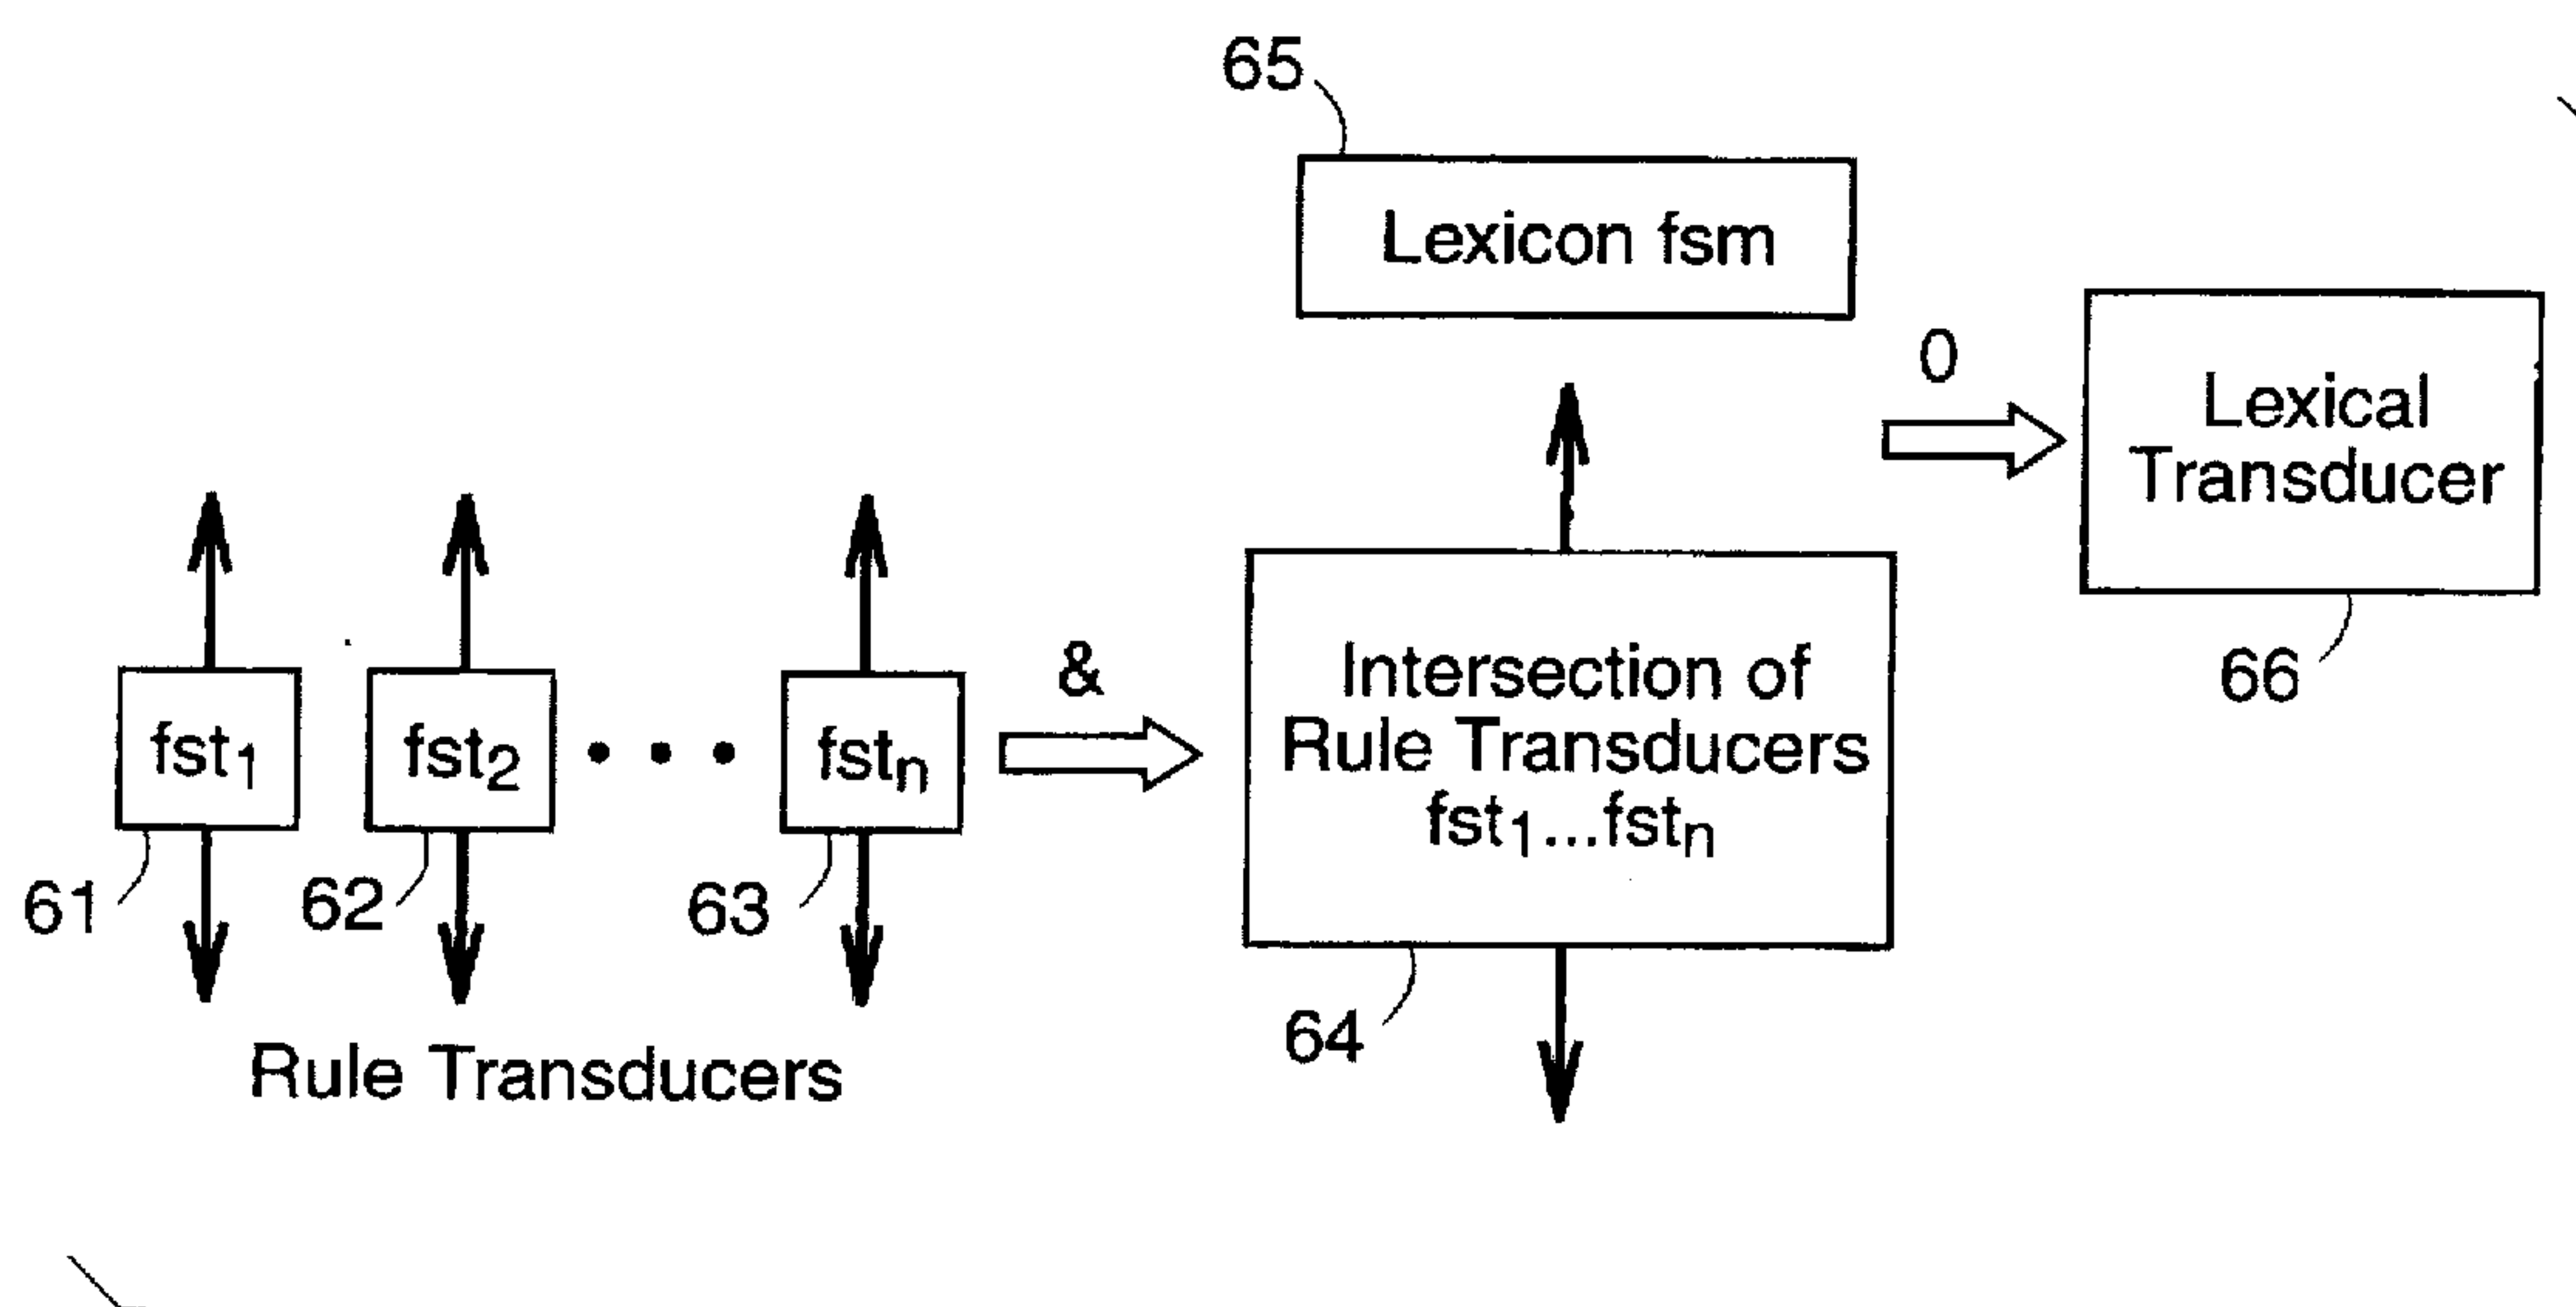 65
Lexicon fsm
0
Lexical
Transducer
66
&
fst1
fst2
• • •
fstn
Intersection of
Rule Transducers
fst1...fstn
61
62
63
64
Rule Transducers